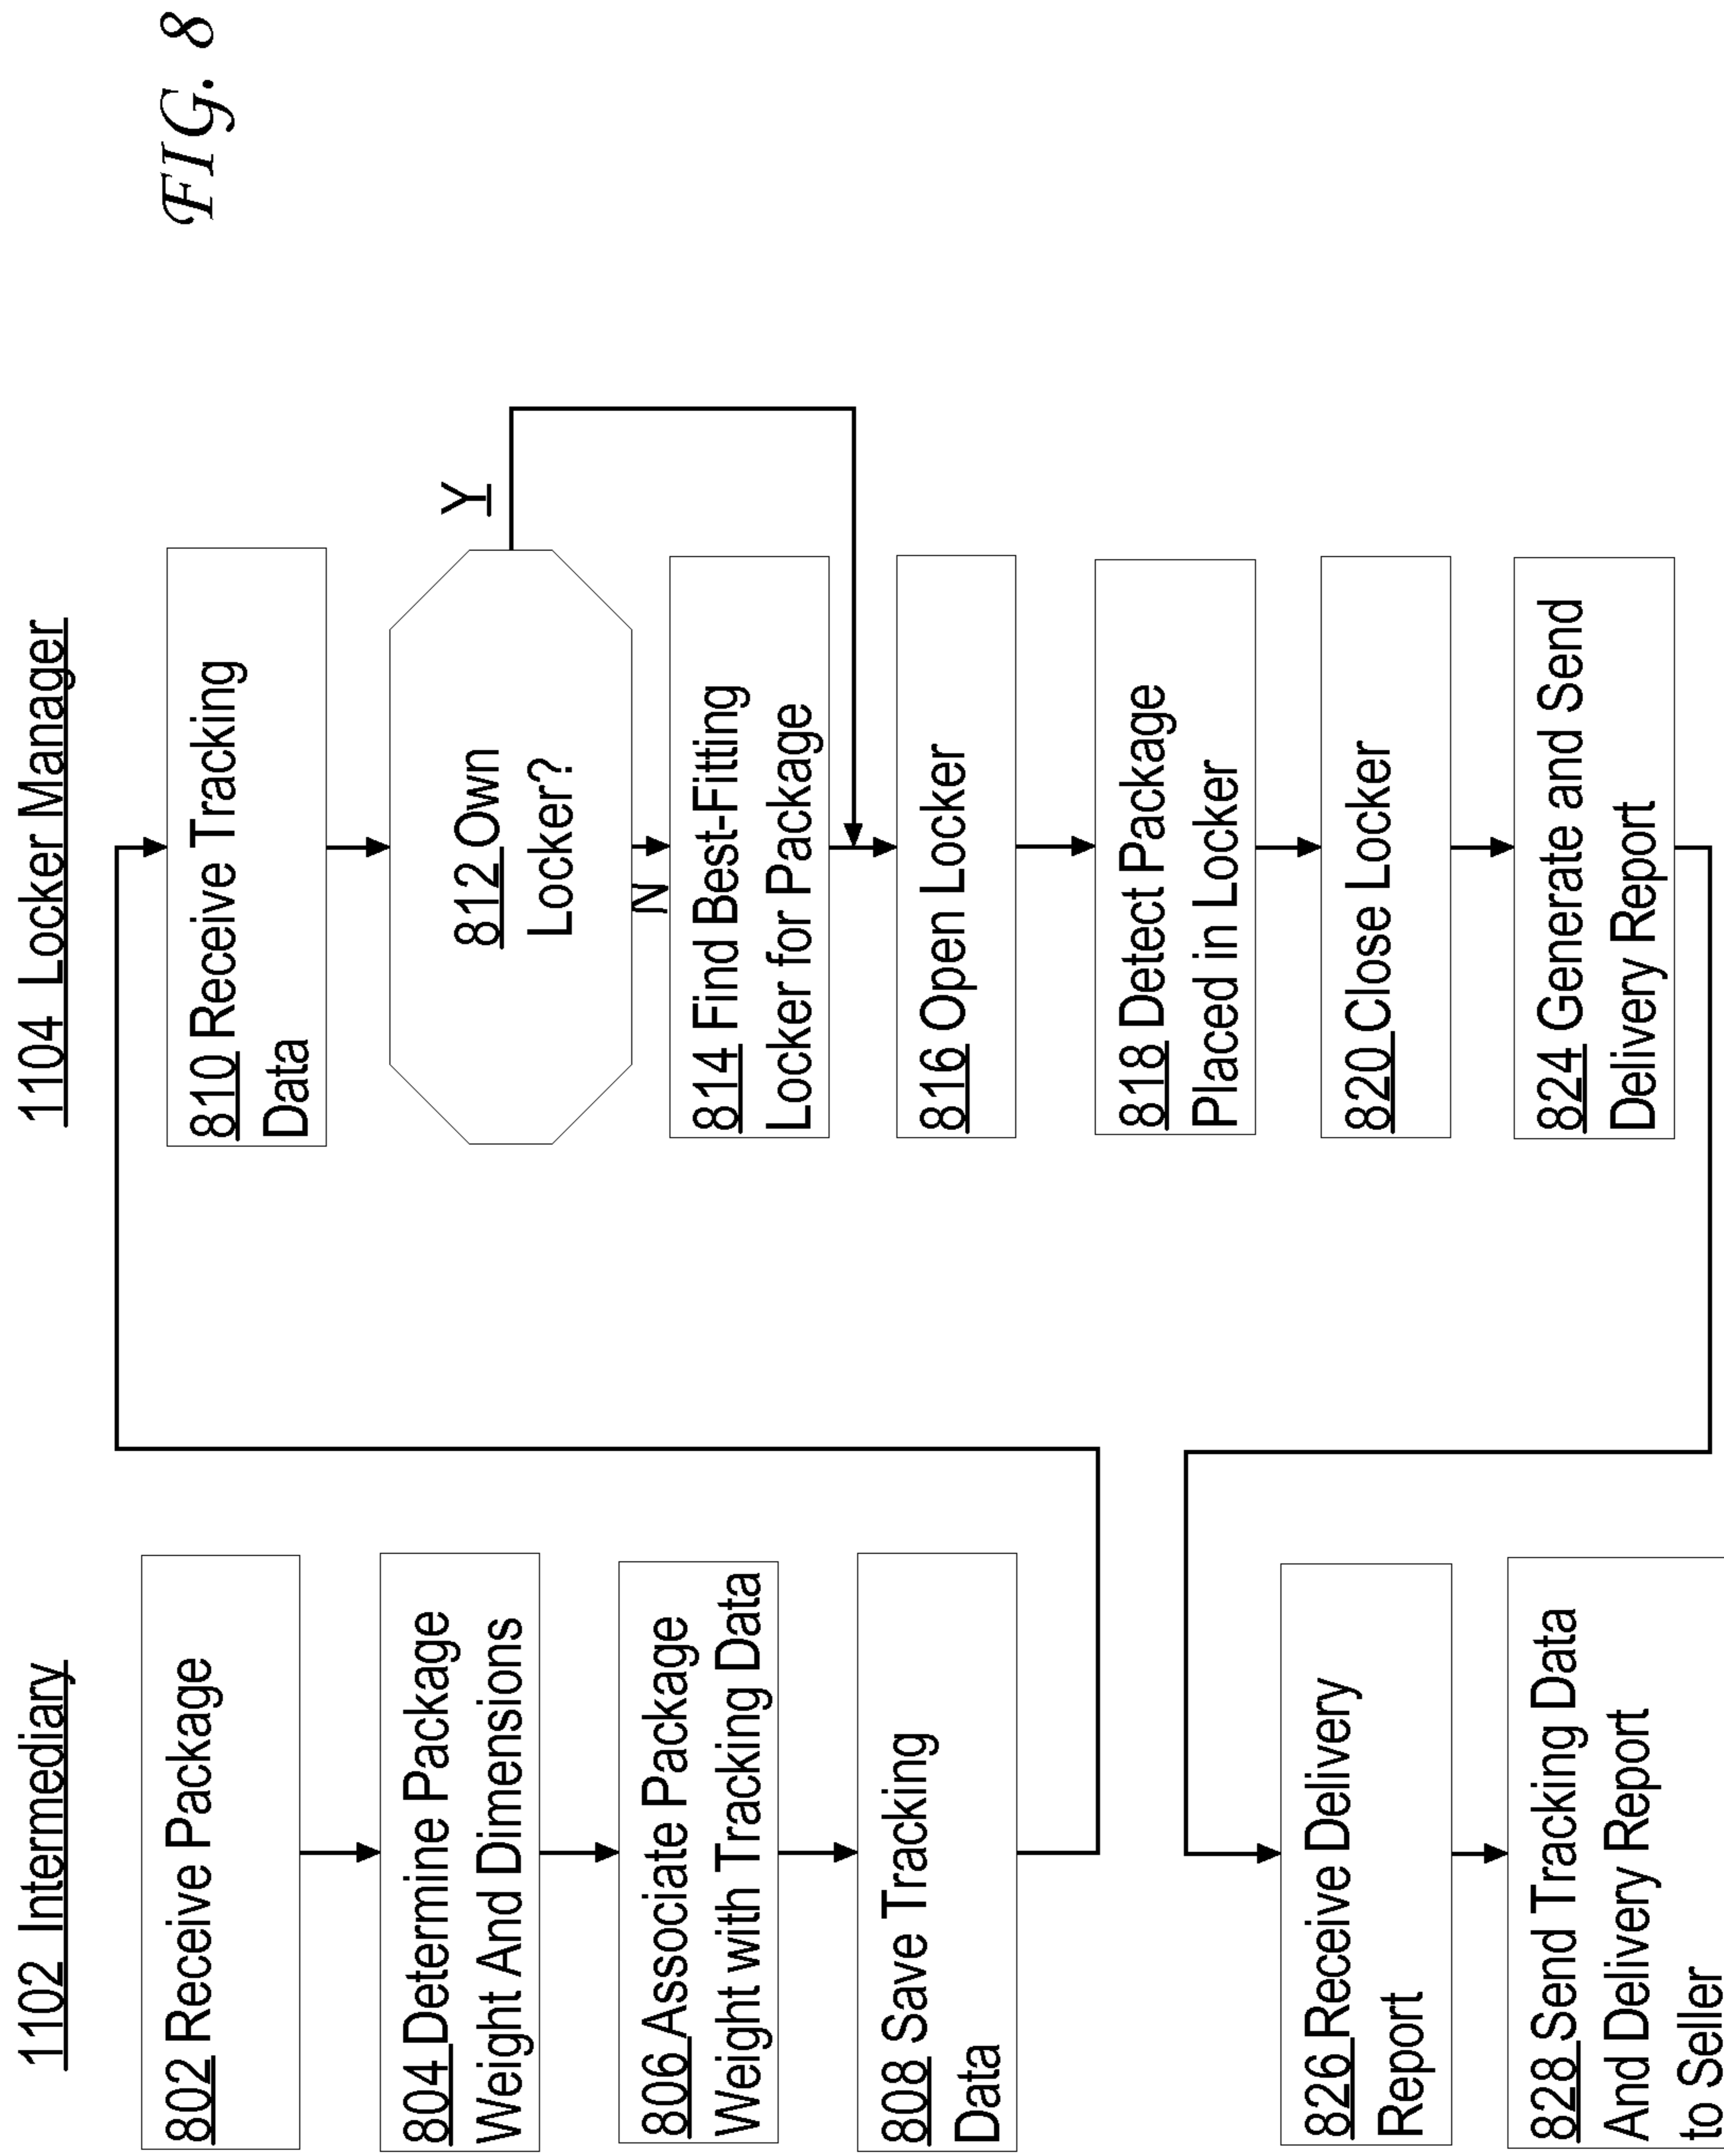 1102 Intermediary
802 Receive Package
804 Determine Package
Weight And Dimensions
806 Associate Package
Weight with Tracking Data
808 Save Tracking
Data
826 Receive Delivery
Report
828 Send Tracking Data
And Delivery Report
to Seller
1104 Locker Manager
810 Receive Tracking
Data
812 Own
Locker?
Y
N
814 Find Best-Fitting
Locker for Package
816 Open Locker
818 Detect Package
Placed in Locker
820 Close Locker
824 Generate and Send
Delivery Report
FIG. 8